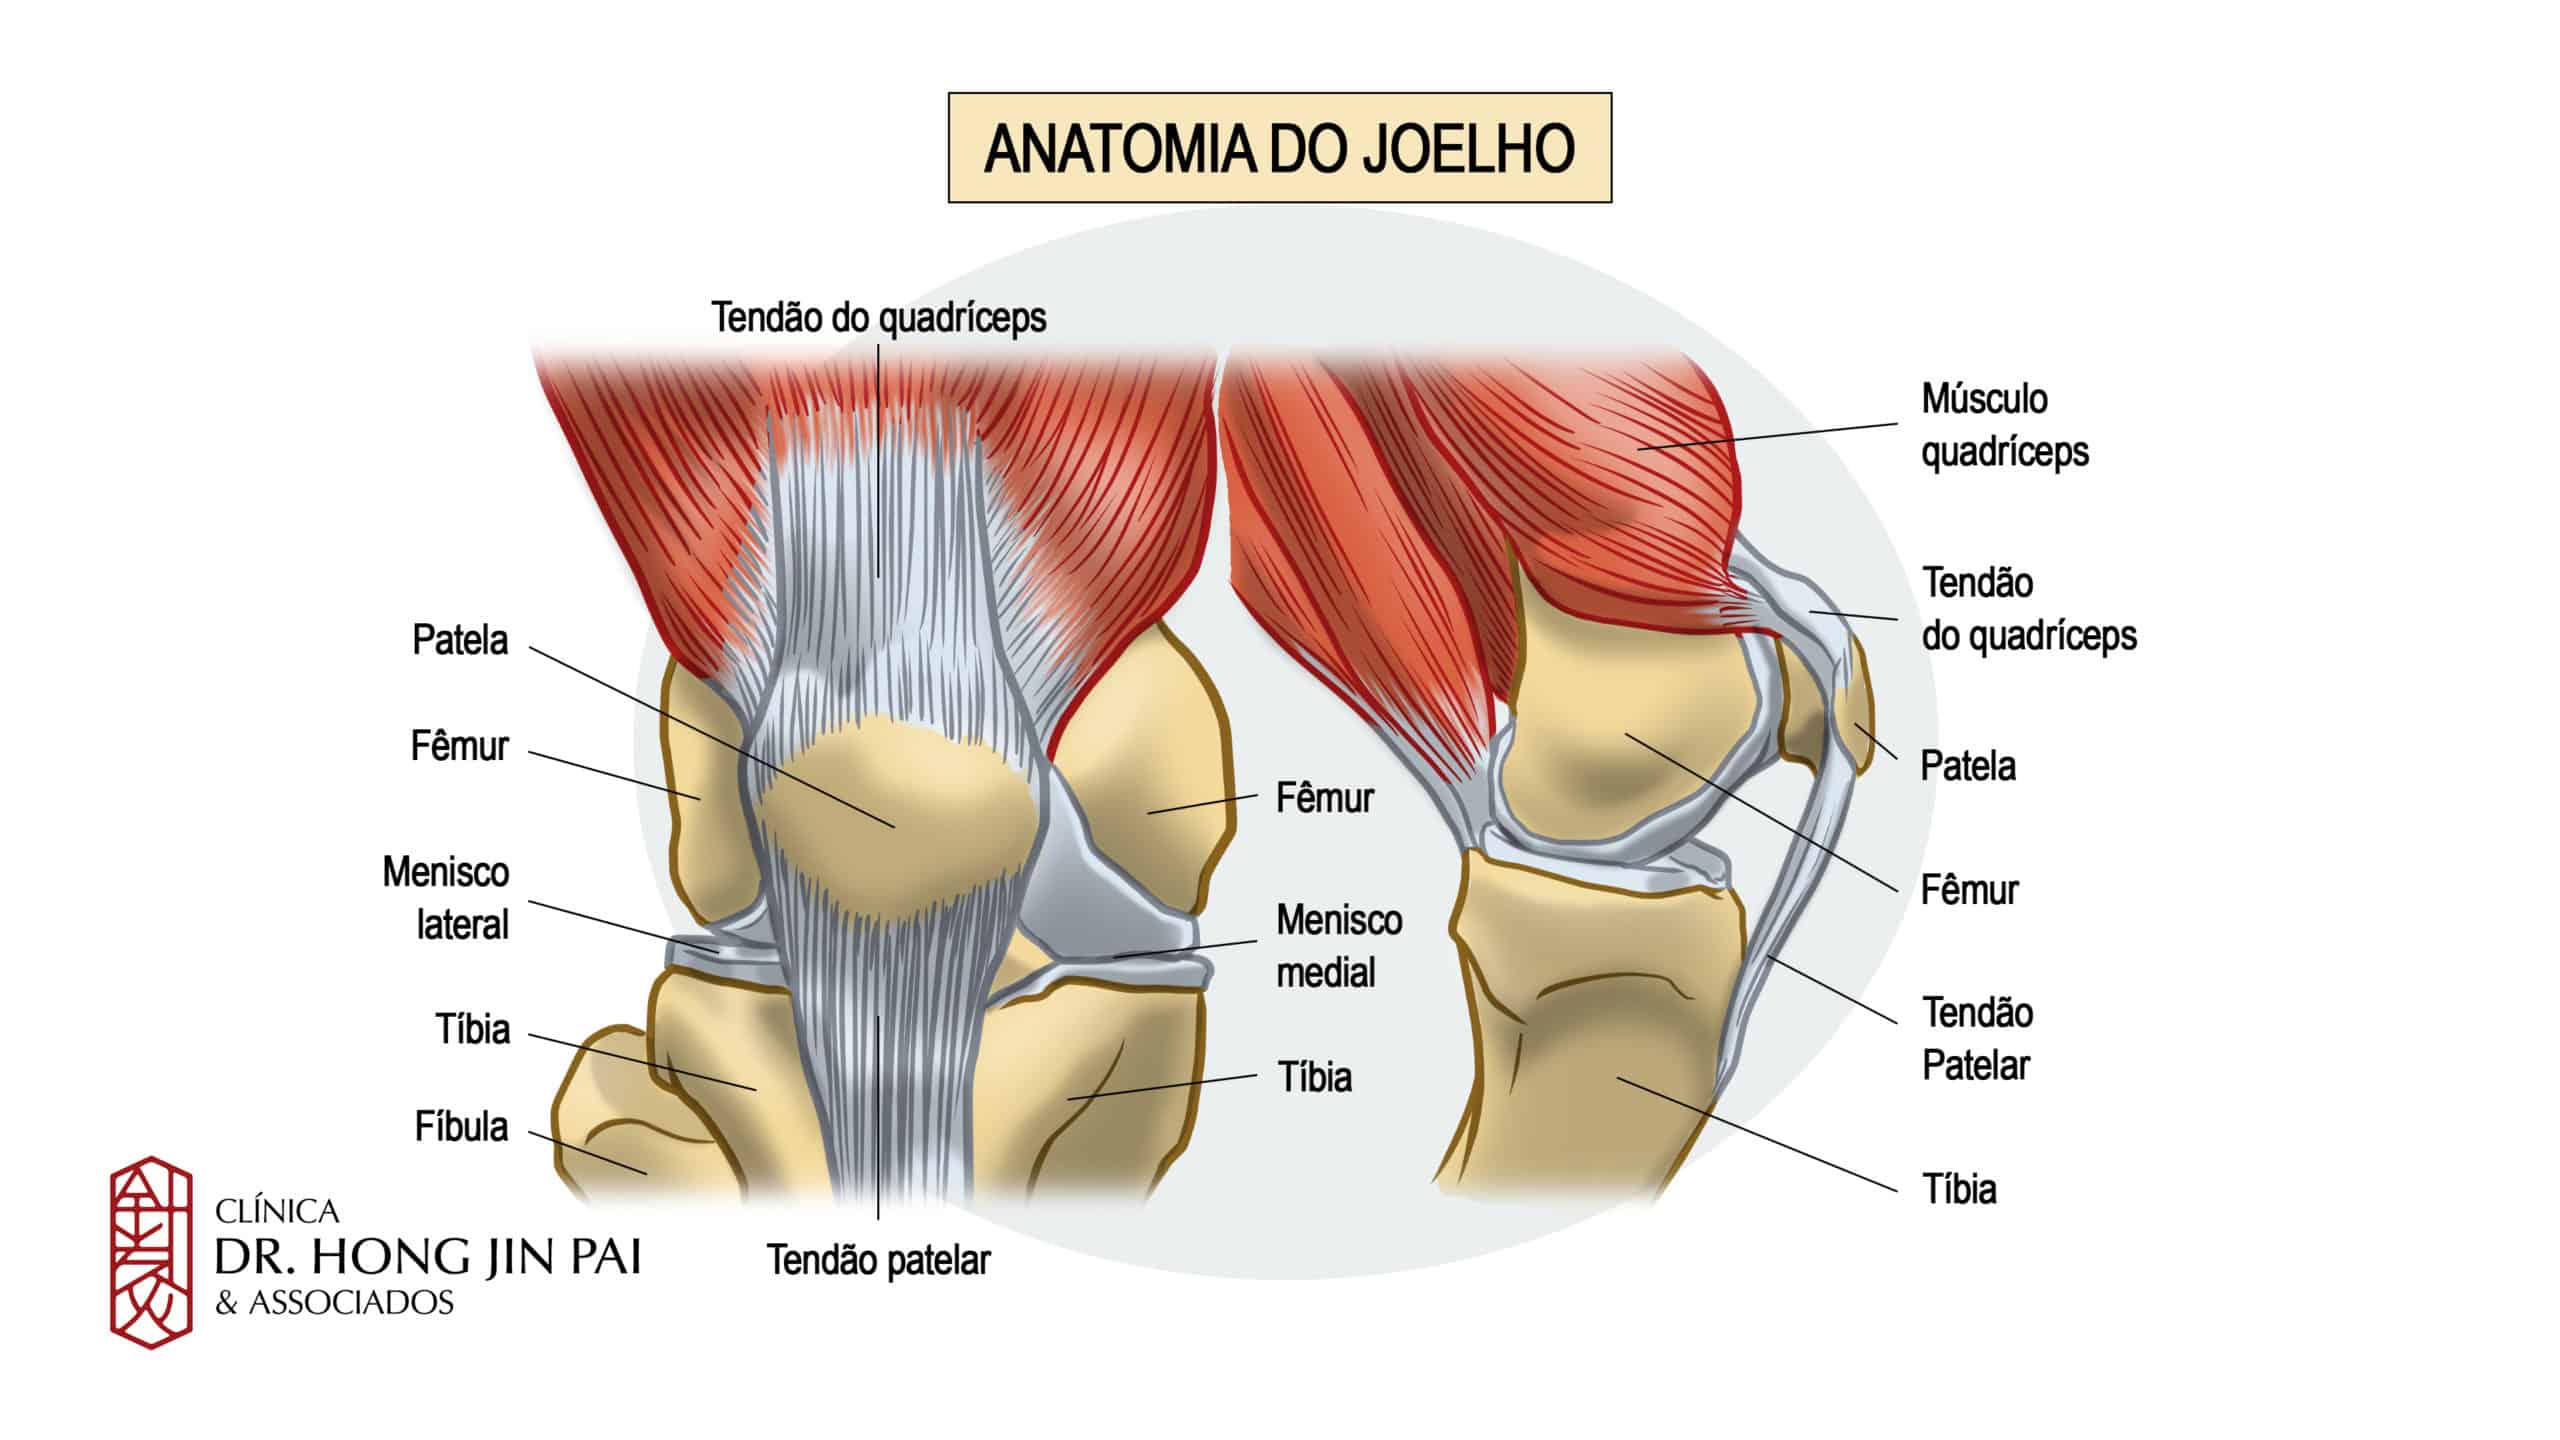 ANATOMIA DO JOELHO
Tendão do quadríceps
Patela
Fêmur
Menisco
lateral
Tíbia
Fíbula
Tendão patelar
Fêmur
Menisco
medial
Tíbia
Músculo
quadríceps
Tendão
do quadríceps
Patela
Fêmur
Tendão
Patelar
Tíbia
CLÍNICA
DR. HONG JIN PAI
& ASSOCIADOS